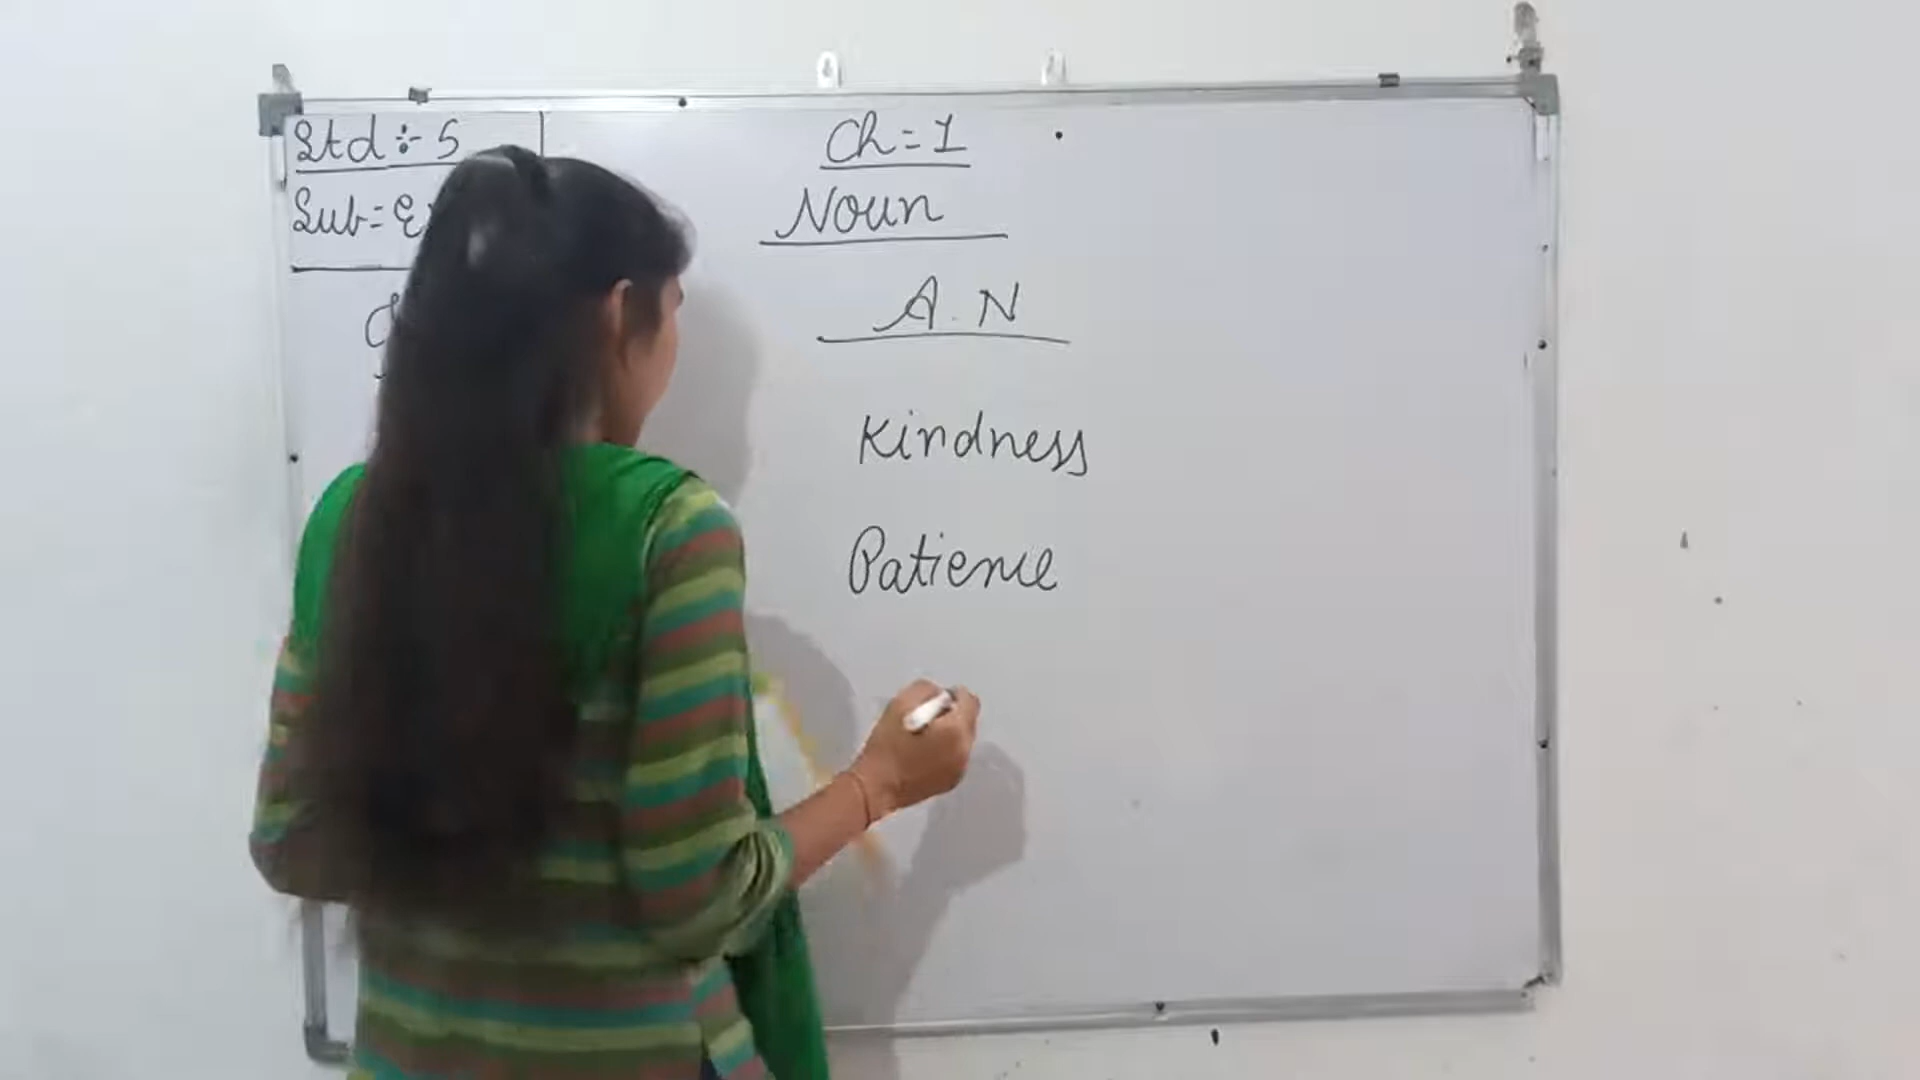 Std ÷ 5
Sub =
Ch = 1
Noun
A. N
Kindness
Patience